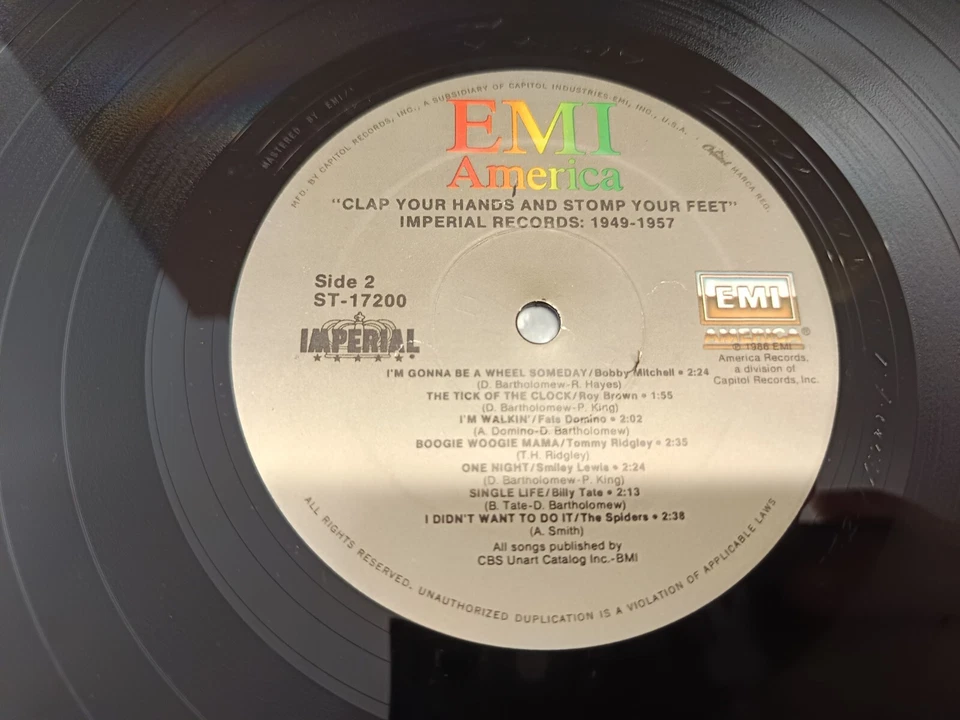 MASTERED BY EMI
MFD. BY CAPITOL RECORDS, INC., A SUBSIDIARY OF CAPITOL INDUSTRIES-EMI, INC., U.S.A. Capitol MARCA REG.
EMI
America
"CLAP YOUR HANDS AND STOMP YOUR FEET"
IMPERIAL RECORDS: 1949-1957
Side 2
ST-17200
IMPERIAL
EMI
AMERICA®
℗ 1986 EMI
America Records,
a division of
Capitol Records, Inc.
I'M GONNA BE A WHEEL SOMEDAY/Bobby Mitchell • 2:24
(D. Bartholomew-R. Hayes)
THE TICK OF THE CLOCK/Roy Brown • 1:55
(D. Bartholomew-P. King)
I'M WALKIN'/Fats Domino • 2:02
(A. Domino-D. Bartholomew)
BOOGIE WOOGIE MAMA/Tommy Ridgley • 2:35
(T.H. Ridgley)
ONE NIGHT/Smiley Lewis • 2:24
(D. Bartholomew-P. King)
SINGLE LIFE/Billy Tate • 2:13
(B. Tate-D. Bartholomew)
I DIDN'T WANT TO DO IT/The Spiders • 2:38
(A. Smith)
All songs published by
CBS Unart Catalog Inc.-BMI
ALL RIGHTS RESERVED. UNAUTHORIZED DUPLICATION IS A VIOLATION OF APPLICABLE LAWS